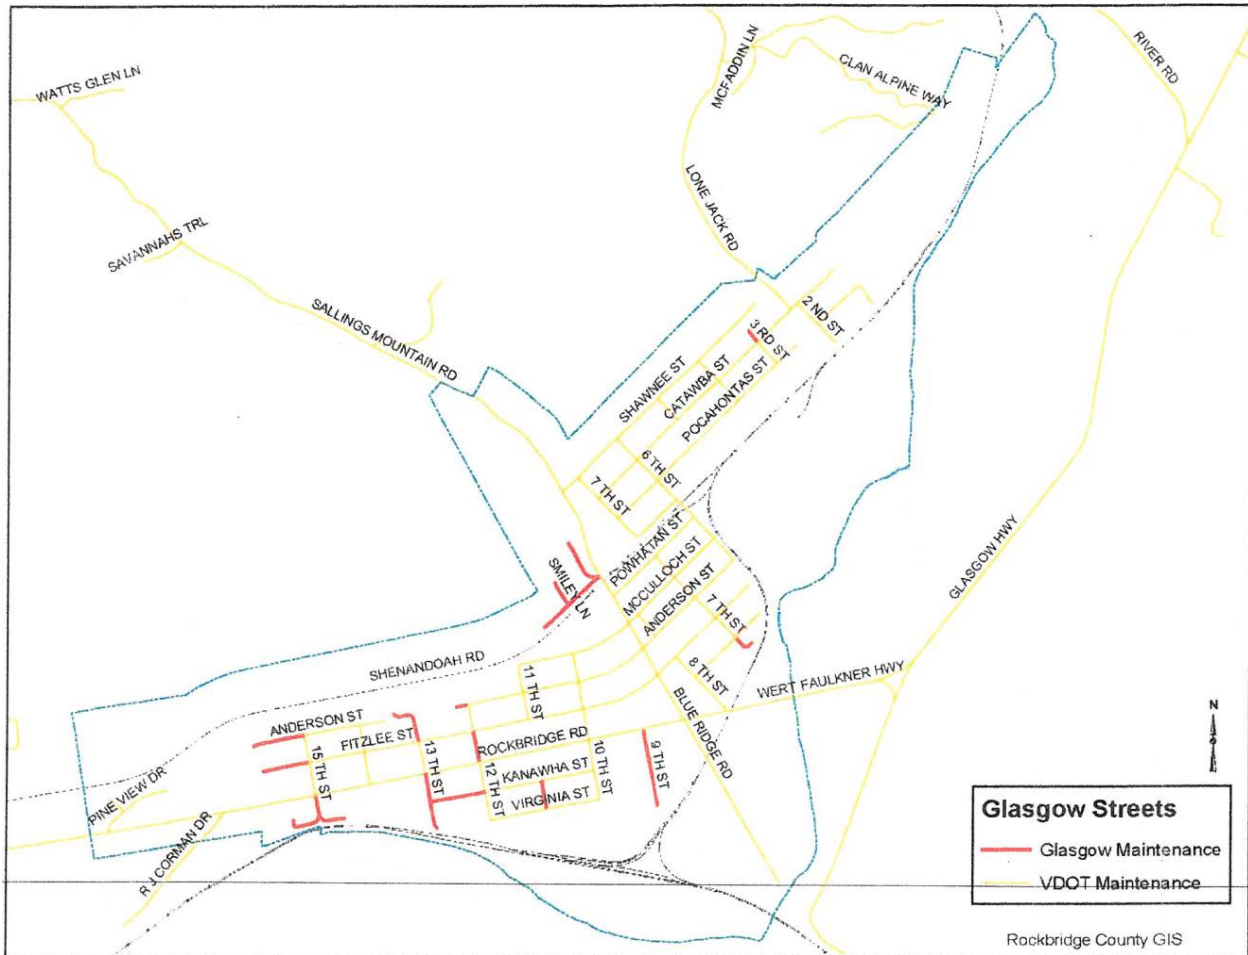 WATTS GLEN LN
MCFADDIN LN
CLAN ALPINE WAY
RIVER RD
SAVANNAHS TRL
LONE JACK RD
SALLINGS MOUNTAIN RD
2 ND ST
3 RD ST
SHAWNEE ST
CATAWBA ST
POCAHONTAS ST
6 TH ST
7 TH ST
POWHATAN ST
MCCULLOCH ST
ANDERSON ST
7 TH ST
SMILEY LN
GLASGOW HWY
SHENANDOAH RD
8 TH ST
WERT FAULKNER HWY
11 TH ST
BLUE RIDGE RD
ANDERSON ST
FITZLEE ST
15 TH ST
13 TH ST
ROCKBRIDGE RD
12 TH ST
KANAWHA ST
VIRGINIA ST
10 TH ST
9 TH ST
PINE VIEW DR
R J CORMAN DR
N
Glasgow Streets
Glasgow Maintenance
VDOT Maintenance
Rockbridge County GIS